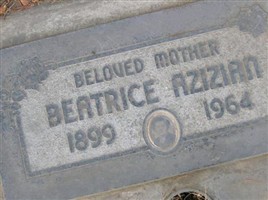 BELOVED MOTHER
BEATRICE AZIZIAN
1899 1964